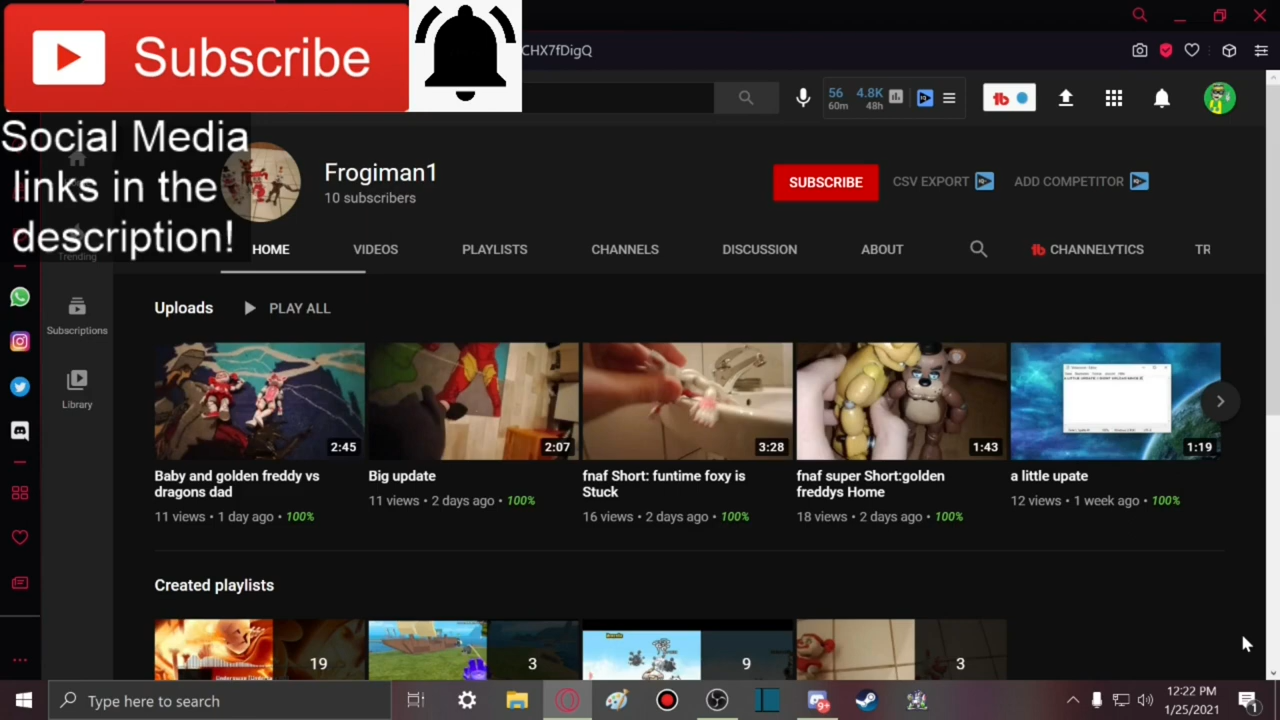 Subscribe
CHX7fDigQ
56
60m
4.8K
48h
Social Media
links in the
description!
Frogiman1
10 subscribers
SUBSCRIBE
CSV EXPORT
ADD COMPETITOR
HOME
VIDEOS
PLAYLISTS
CHANNELS
DISCUSSION
ABOUT
CHANNELYTICS
TR
Trending
Subscriptions
Library
Uploads
PLAY ALL
2:45
2:07
3:28
1:43
1:19
Baby and golden freddy vs
dragons dad
11 views • 1 day ago • 100%
Big update
11 views • 2 days ago • 100%
fnaf Short: funtime foxy is
Stuck
16 views • 2 days ago • 100%
fnaf super Short:golden
freddys Home
18 views • 2 days ago • 100%
a little upate
12 views • 1 week ago • 100%
Created playlists
19
3
9
3
Type here to search
9+
12:22 PM
1/25/2021
1